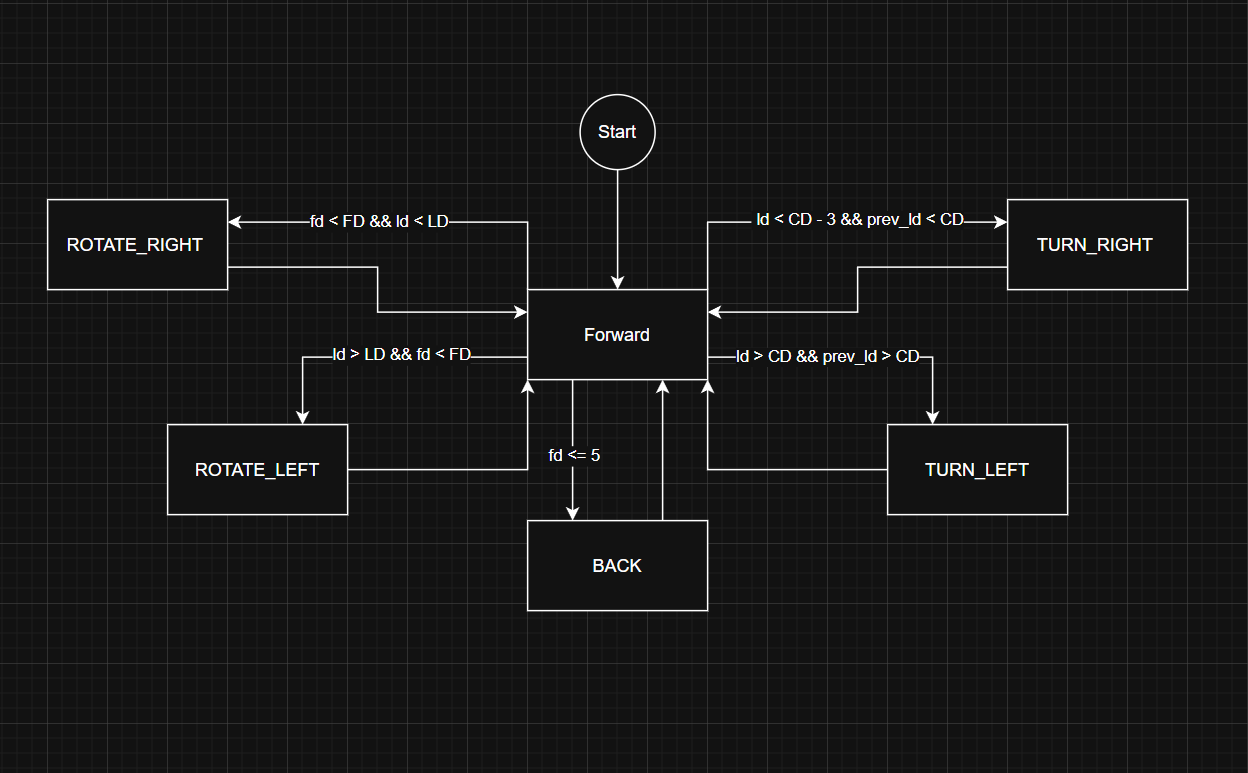 Start
fd < FD && ld < LD
ld < CD - 3 && prev_ld < CD
ROTATE_RIGHT
TURN_RIGHT
Forward
ld > LD && fd < FD
ld > CD && prev_ld > CD
fd <= 5
ROTATE_LEFT
TURN_LEFT
BACK